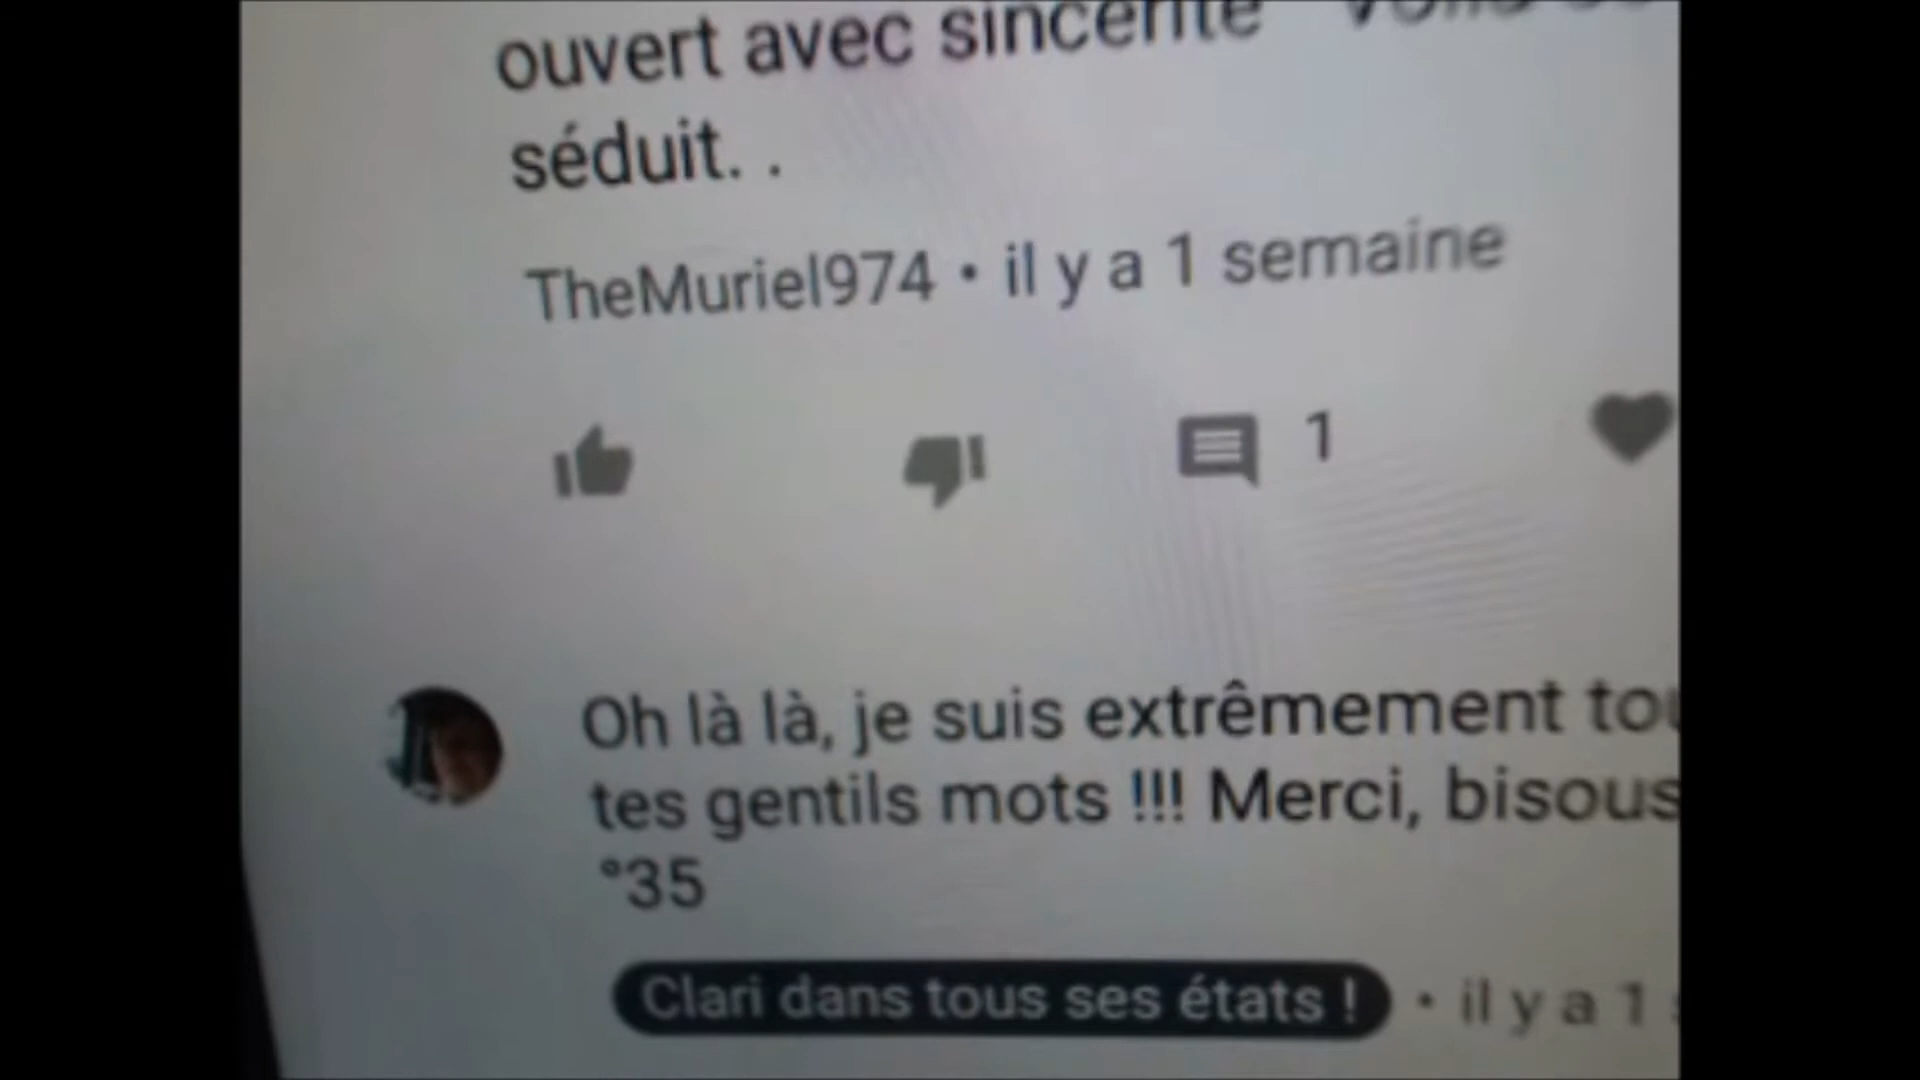 ouvert avec sincérité
séduit. .
TheMuriel974 • il y a 1 semaine
1
Oh là là, je suis extrêmement
tes gentils mots !!! Merci, bisous
°35
Clari dans tous ses états ! • il y a 1